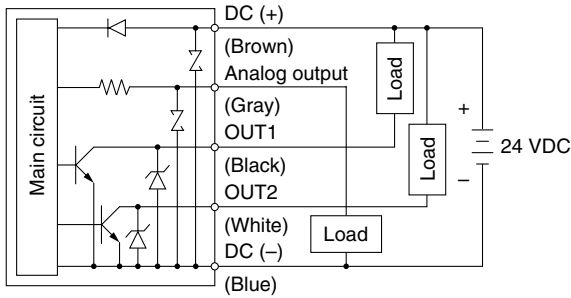 DC (+)
(Brown)
Analog output
(Gray)
OUT1
(Black)
OUT2
(White)
DC (–)
(Blue)
Main circuit
Load
Load
Load
+
–
24 VDC